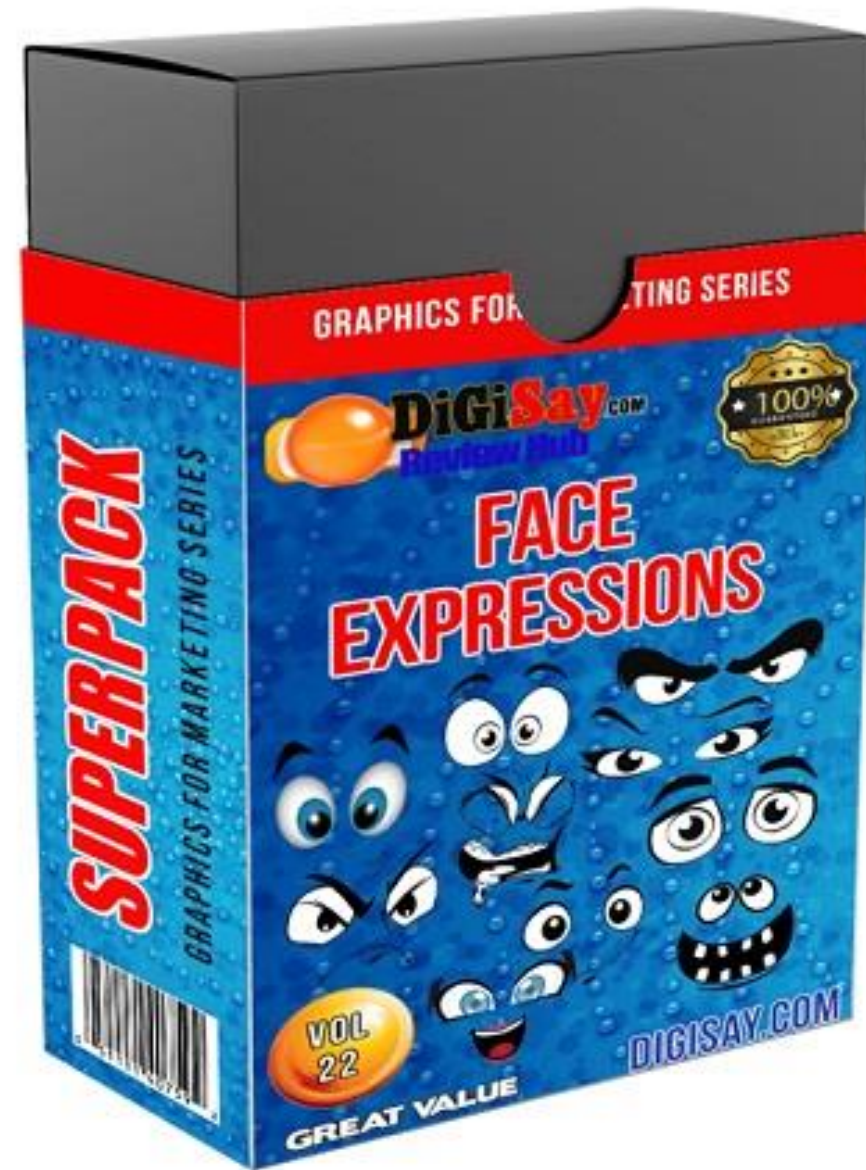 GRAPHICS FOR TING SERIES
DiGiSay.COM
Review Hub
100%
FACE
EXPRESSIONS
VOL
22
GREAT VALUE
DIGISAY.COM
SUPERPACK
GRAPHICS FOR MARKETING SERIES